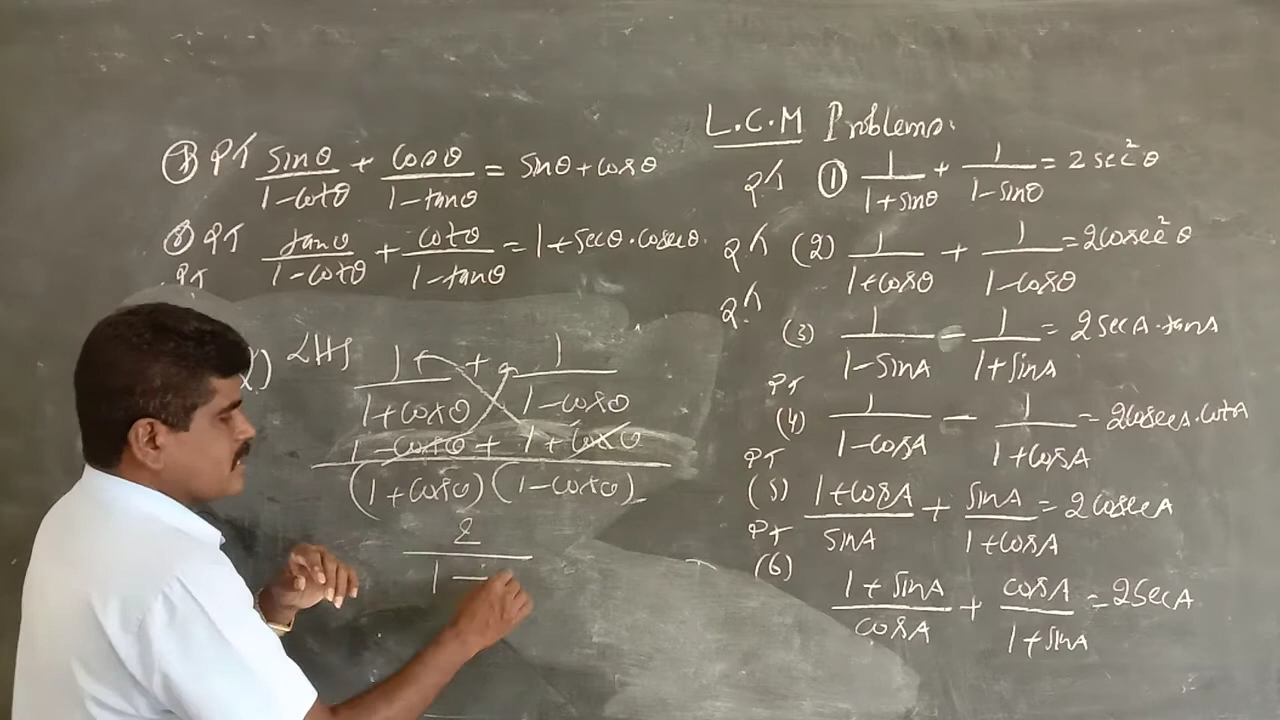 L.C.M Problems:
PT ① 1/(1+sinθ) + 1/(1-sinθ) = 2sec²θ
PT (2) 1/(1+cosθ) + 1/(1-cosθ) = 2cosec²θ
PT (3) 1/(1-sinA) - 1/(1+sinA) = 2secA·tanA
PT (4) 1/(1-cosA) - 1/(1+cosA) = 2cosecA·cotA
PT (5) (1+cosA)/sinA + sinA/(1+cosA) = 2cosecA
PT (6) (1+sinA)/cosA + cosA/(1+sinA) = 2secA
⑦ PT sinθ/(1-cotθ) + cosθ/(1-tanθ) = sinθ+cosθ
⑧ PT tanθ/(1-cotθ) + cotθ/(1-tanθ) = 1+secθ·cosecθ.
PT
2) LHS 1/(1+cosθ) + 1/(1-cosθ)
(1-cosθ + 1+cosθ)/((1+cosθ)(1-cosθ))
2/(1-